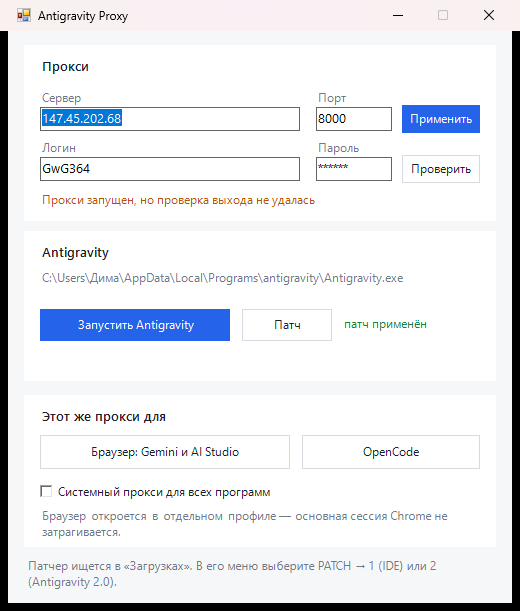 Antigravity Proxy
Прокси
Сервер Порт
147.45.202.68 8000 Применить
Логин Пароль
GwG364 ****** Проверить
Прокси запущен, но проверка выхода не удалась
Antigravity
C:\Users\Дима\AppData\Local\Programs\antigravity\Antigravity.exe
Запустить Antigravity Патч патч применён
Этот же прокси для
Браузер: Gemini и AI Studio OpenCode
Системный прокси для всех программ
Браузер откроется в отдельном профиле — основная сессия Chrome не
затрагивается.
Патчер ищется в «Загрузках». В его меню выберите PATCH → 1 (IDE) или 2
(Antigravity 2.0).